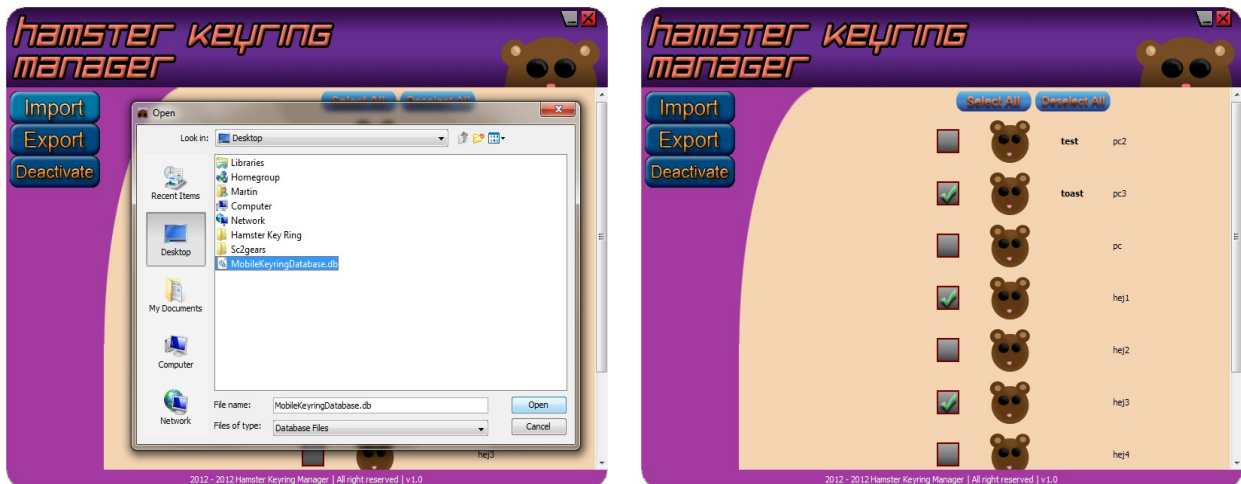 Hamster Keyring
Manager
Import
Export
Deactivate
Select All Deselect All
Open
Look in: Desktop
Recent Items
Desktop
My Documents
Computer
Network
Libraries
Homegroup
Martin
Computer
Network
Hamster Key Ring
Sc2gears
MobileKeyringDatabase.db
File name: MobileKeyringDatabase.db Open
Files of type: Database Files Cancel
hej3
2012 - 2012 Hamster Keyring Manager | All right reserved | v1.0
Hamster Keyring
Manager
Import
Export
Deactivate
Select All Deselect All
test pc2
toast pc3
pc
hej1
hej2
hej3
hej4
2012 - 2012 Hamster Keyring Manager | All right reserved | v1.0